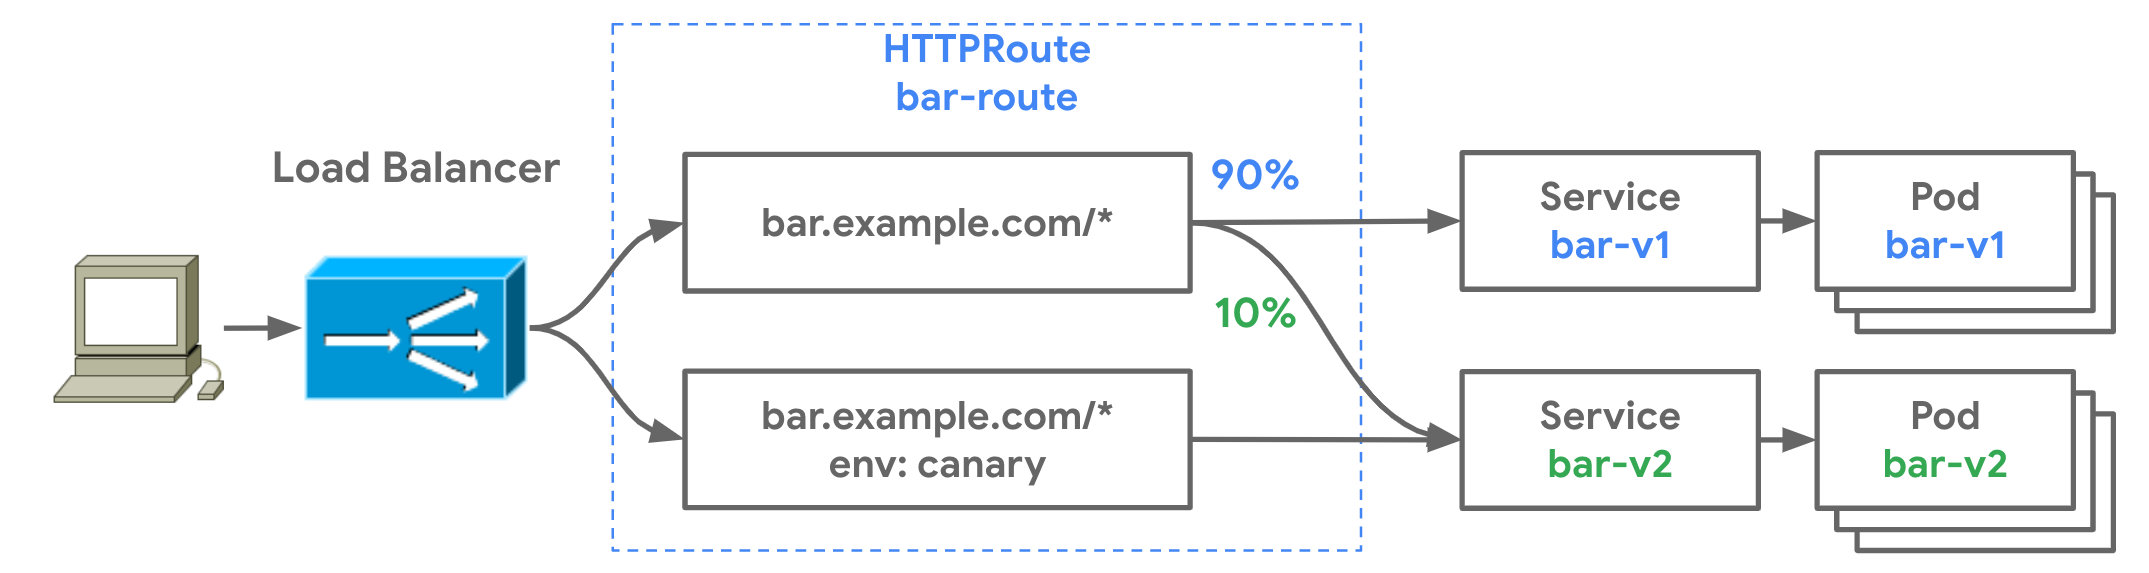 HTTPRoute
bar-route
Load Balancer
bar.example.com/*
90%
10%
bar.example.com/*
env: canary
Service
bar-v1
Pod
bar-v1
Service
bar-v2
Pod
bar-v2